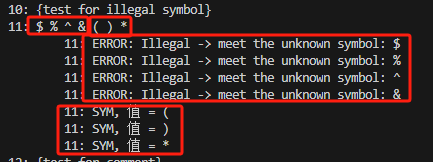 10: {test for illegal symbol}
11: $ % ^ & ( ) *
11: ERROR: Illegal -> meet the unknown symbol: $
11: ERROR: Illegal -> meet the unknown symbol: %
11: ERROR: Illegal -> meet the unknown symbol: ^
11: ERROR: Illegal -> meet the unknown symbol: &
11: SYM, 值 = (
11: SYM, 值 = )
11: SYM, 值 = *
12: {test for comment}